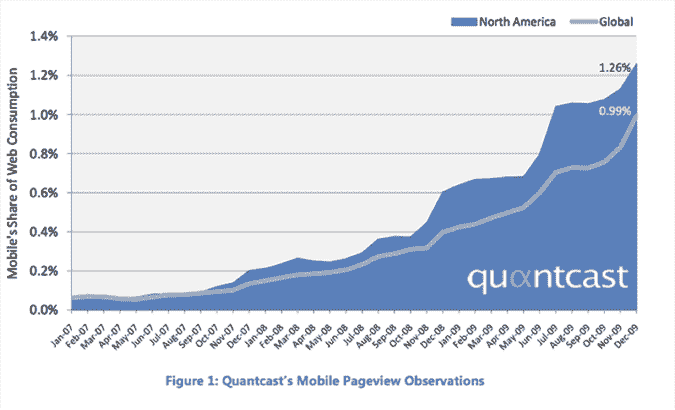 North America Global
1.4%
1.2%
1.0%
0.8%
0.6%
0.4%
0.2%
0.0%
Mobile's Share of Web Consumption
1.26%
0.99%
quantcast
Jan-07 Feb-07 Mar-07 Apr-07 May-07 Jun-07 Jul-07 Aug-07 Sep-07 Oct-07 Nov-07 Dec-07 Jan-08 Feb-08 Mar-08 Apr-08 May-08 Jun-08 Jul-08 Aug-08 Sep-08 Oct-08 Nov-08 Dec-08 Jan-09 Feb-09 Mar-09 Apr-09 May-09 Jun-09 Jul-09 Aug-09 Sep-09 Oct-09 Nov-09 Dec-09
Figure 1: Quantcast's Mobile Pageview Observations